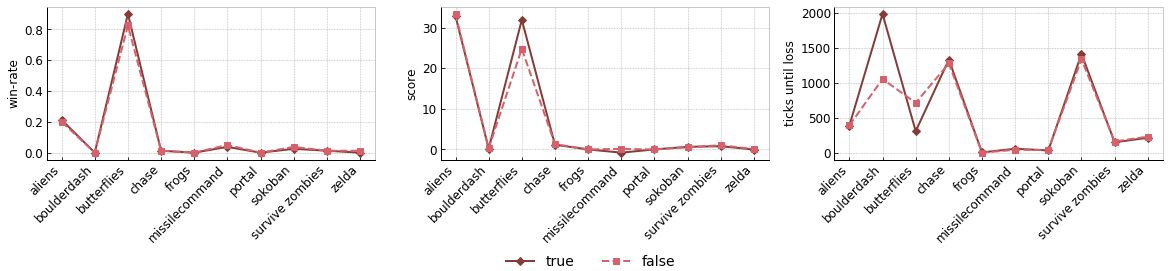 win-rate
0.8
0.6
0.4
0.2
0.0
aliens
boulderdash
butterflies
chase
frogs
missilecommand
portal
sokoban
survive zombies
zelda
score
30
20
10
0
aliens
boulderdash
butterflies
chase
frogs
missilecommand
portal
sokoban
survive zombies
zelda
ticks until loss
2000
1500
1000
500
0
aliens
boulderdash
butterflies
chase
frogs
missilecommand
portal
sokoban
survive zombies
zelda
true false